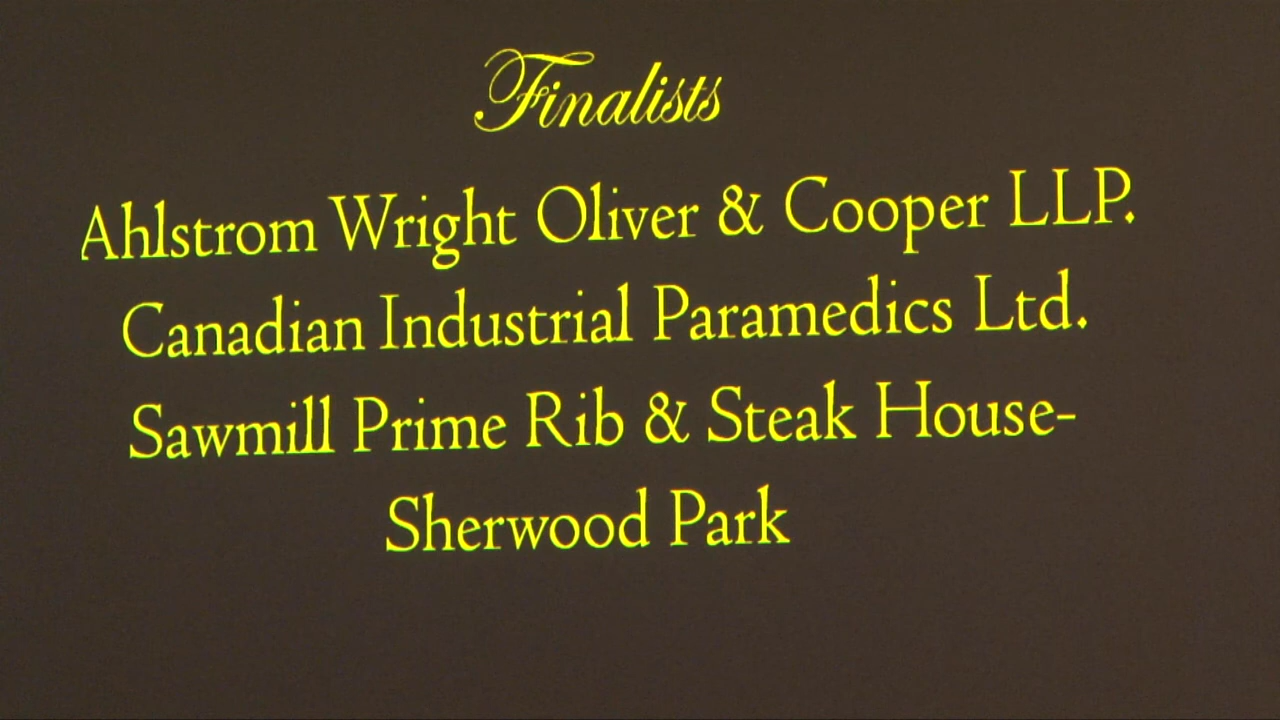 Finalists
Ahlstrom Wright Oliver & Cooper LLP.
Canadian Industrial Paramedics Ltd.
Sawmill Prime Rib & Steak House-
Sherwood Park